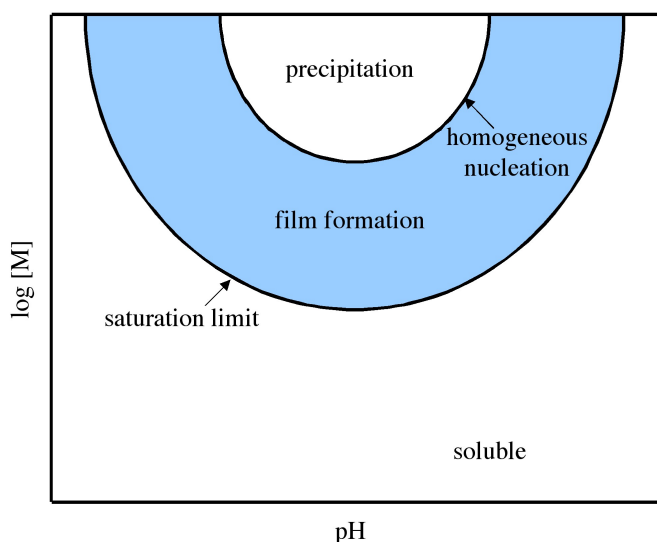 precipitation
homogeneous
nucleation
film formation
log [M]
saturation limit
soluble
pH